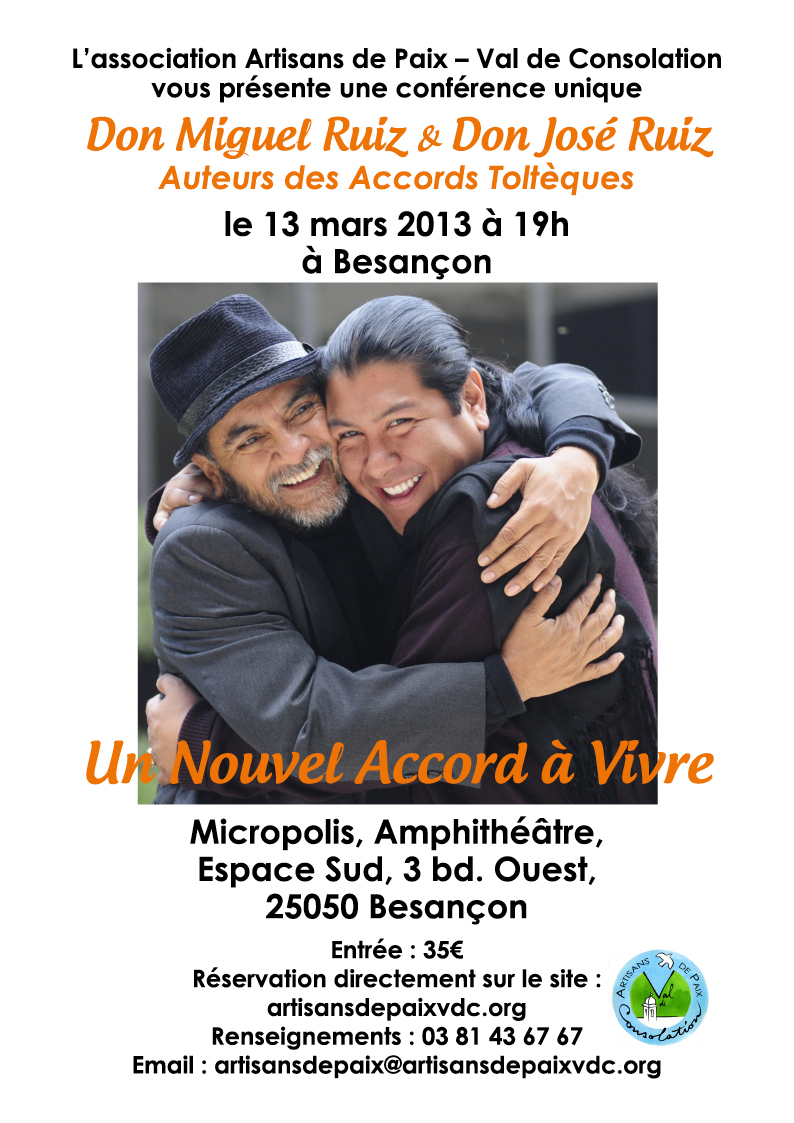 L'association Artisans de Paix – Val de Consolation
vous présente une conférence unique
Don Miguel Ruiz & Don José Ruiz
Auteurs des Accords Toltèques
le 13 mars 2013 à 19h
à Besançon
Un Nouvel Accord à Vivre
Micropolis, Amphithéâtre,
Espace Sud, 3 bd. Ouest,
25050 Besançon
Entrée : 35€
Réservation directement sur le site :
artisansdepaixvdc.org
Renseignements : 03 81 43 67 67
Email : artisansdepaix@artisansdepaixvdc.org
ARTISANS DE PAIX
Val
de
Consolation